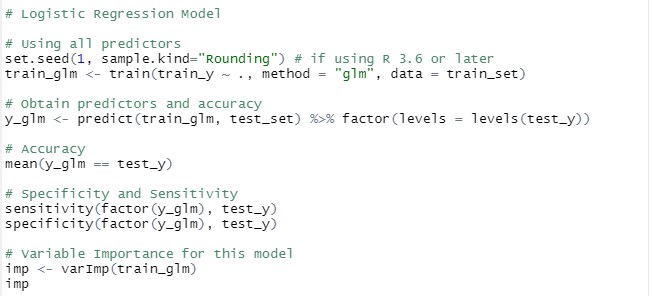 # Logistic Regression Model
# Using all predictors
set.seed(1, sample.kind="Rounding") # if using R 3.6 or later
train_glm <- train(train_y ~ ., method = "glm", data = train_set)
# Obtain predictors and accuracy
y_glm <- predict(train_glm, test_set) %>% factor(levels = levels(test_y))
# Accuracy
mean(y_glm == test_y)
# Specificity and Sensitivity
sensitivity(factor(y_glm), test_y)
specificity(factor(y_glm), test_y)
# Variable Importance for this model
imp <- varImp(train_glm)
imp